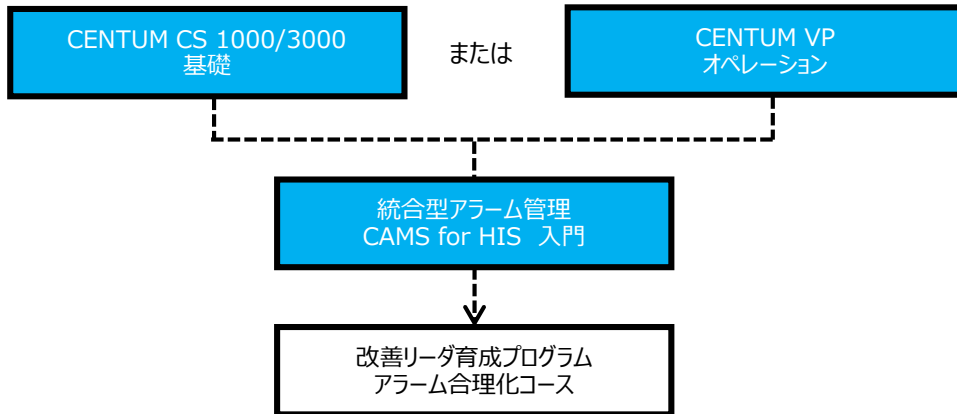 CENTUM CS 1000/3000
基礎
または
CENTUM VP
オペレーション
統合型アラーム管理
CAMS for HIS 入門
改善リーダ育成プログラム
アラーム合理化コース